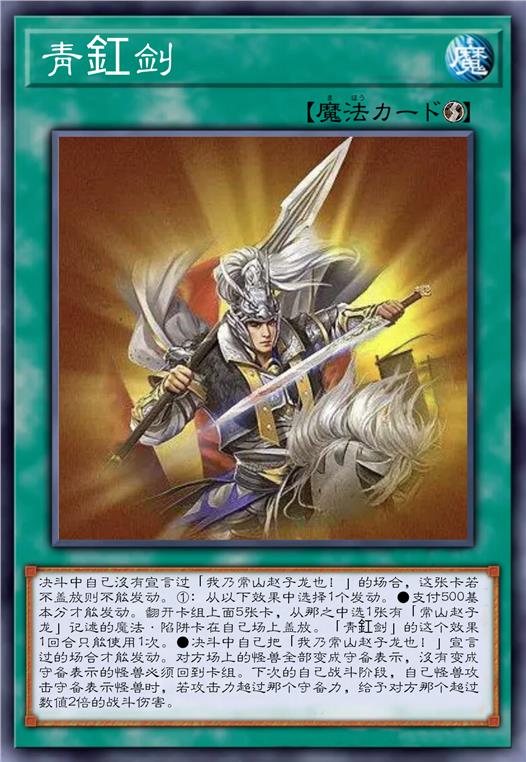 青釭剑
魔
【魔法カード】
ま ほう
决斗中自己没有宣言过「我乃常山赵子龙也！」的场合，这张卡若
不盖放则不能发动。①：从以下效果中选择1个发动。●支付500基
本分才能发动。翻开卡组上面5张卡，从那之中选1张有「常山赵子
龙」记述的魔法·陷阱卡在自己场上盖放。「青釭剑」的这个效果
1回合只能使用1次。●决斗中自己把「我乃常山赵子龙也！」宣言
过的场合才能发动。对方场上的怪兽全部变成守备表示，没有变成
守备表示的怪兽必须回到卡组。下次的自己战斗阶段，自己怪兽攻
击守备表示怪兽时，若攻击力超过那个守备力，给予对方那个超过
数值2倍的战斗伤害。